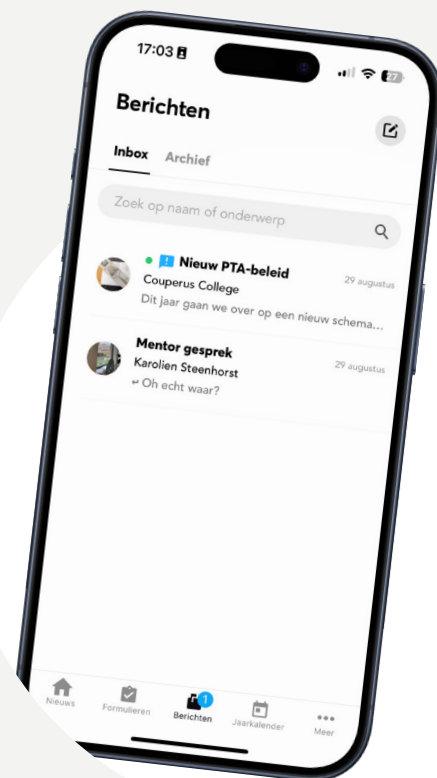 17:03
27
Berichten
Inbox Archief
Zoek op naam of onderwerp
Nieuw PTA-beleid 29 augustus
Couperus College
Dit jaar gaan we over op een nieuw schema...
Mentor gesprek 29 augustus
Karolien Steenhorst
Oh echt waar?
1
Nieuws Formulieren Berichten Jaarkalender Meer